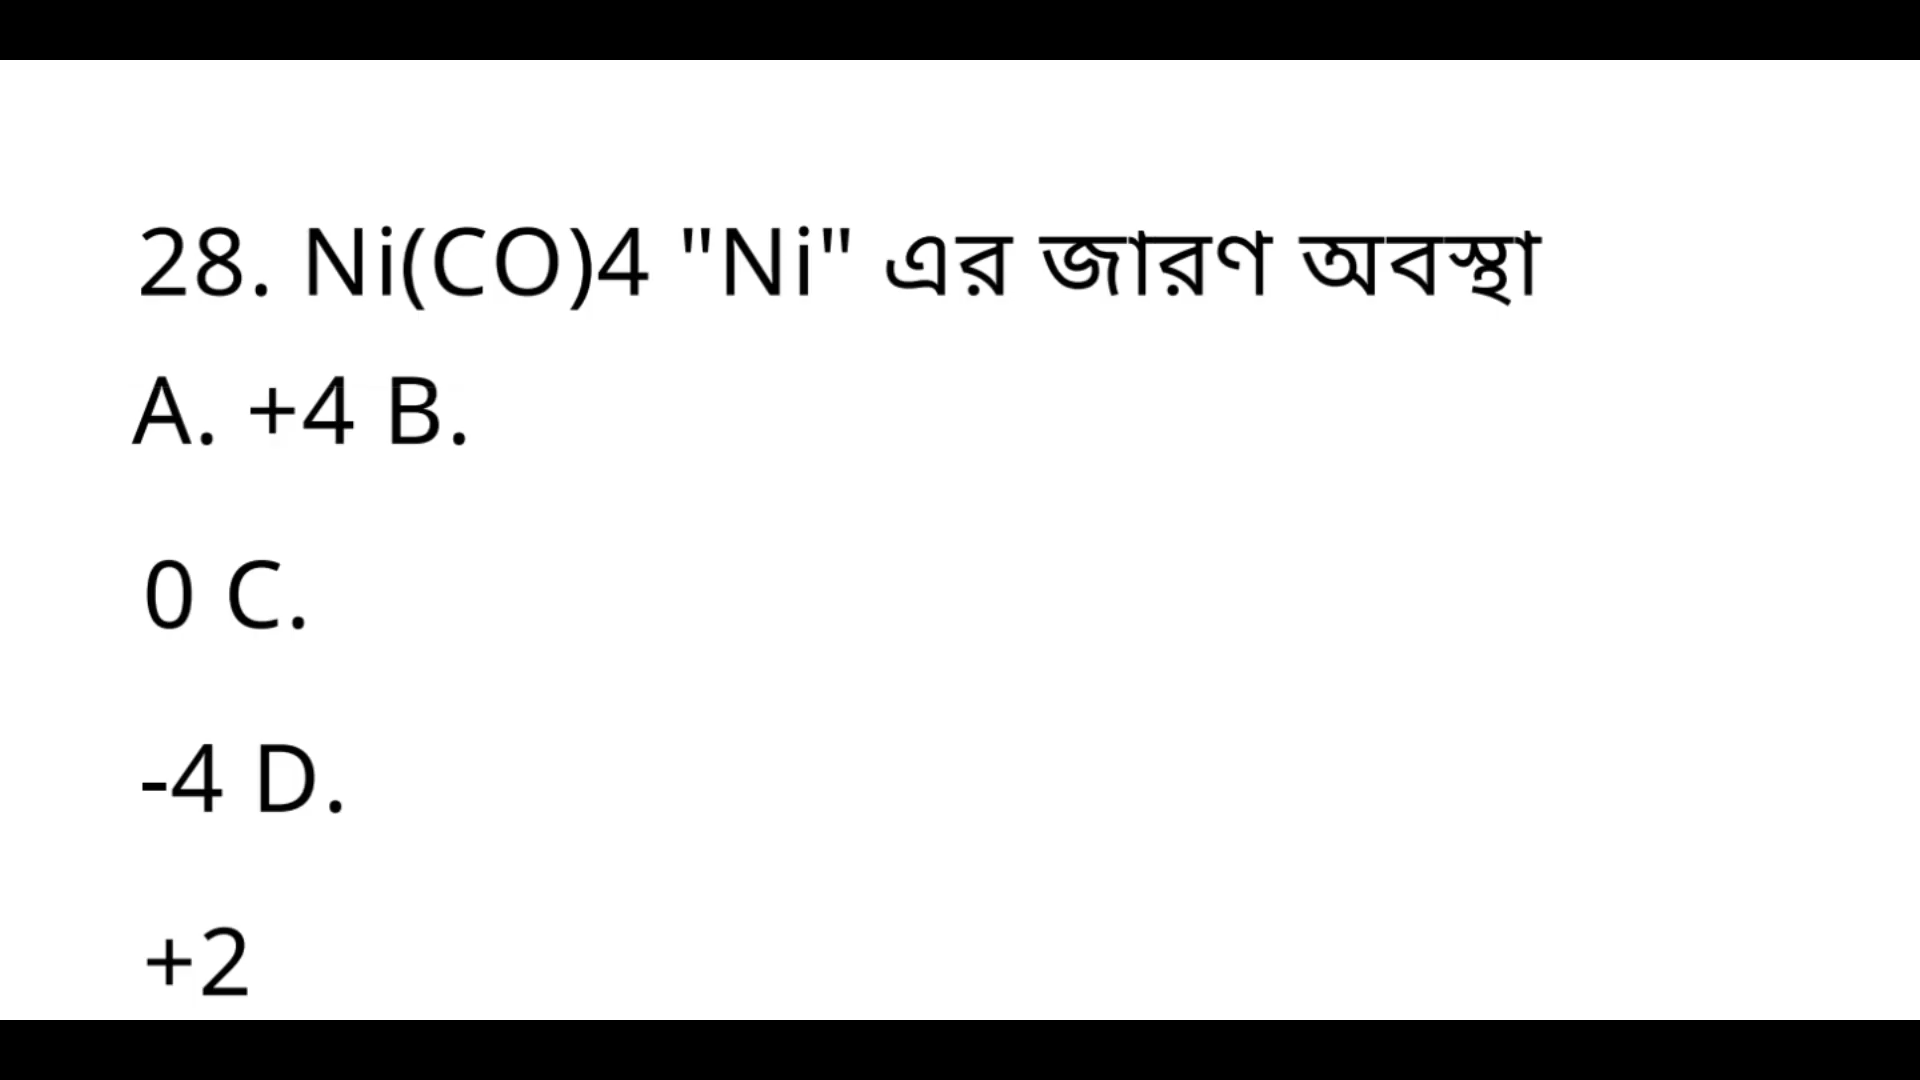 28. Ni(CO)4 "Ni" এর জারণ অবস্থা
A. +4 B.
0 C.
-4 D.
+2